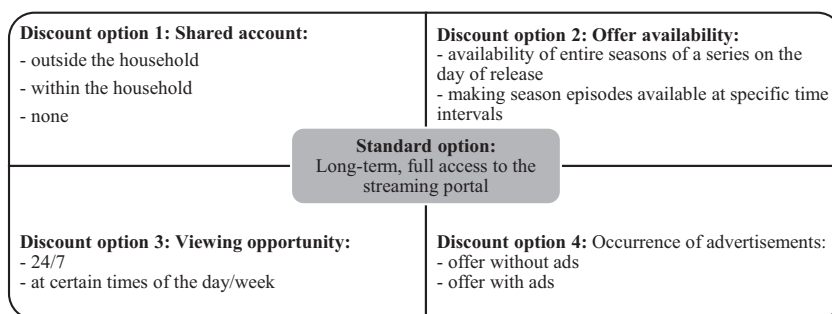 Discount option 1: Shared account:
- outside the household
- within the household
- none
Discount option 2: Offer availability:
- availability of entire seasons of a series on the
day of release
- making season episodes available at specific time
intervals
Standard option:
Long-term, full access to the
streaming portal
Discount option 3: Viewing opportunity:
- 24/7
- at certain times of the day/week
Discount option 4: Occurrence of advertisements:
- offer without ads
- offer with ads